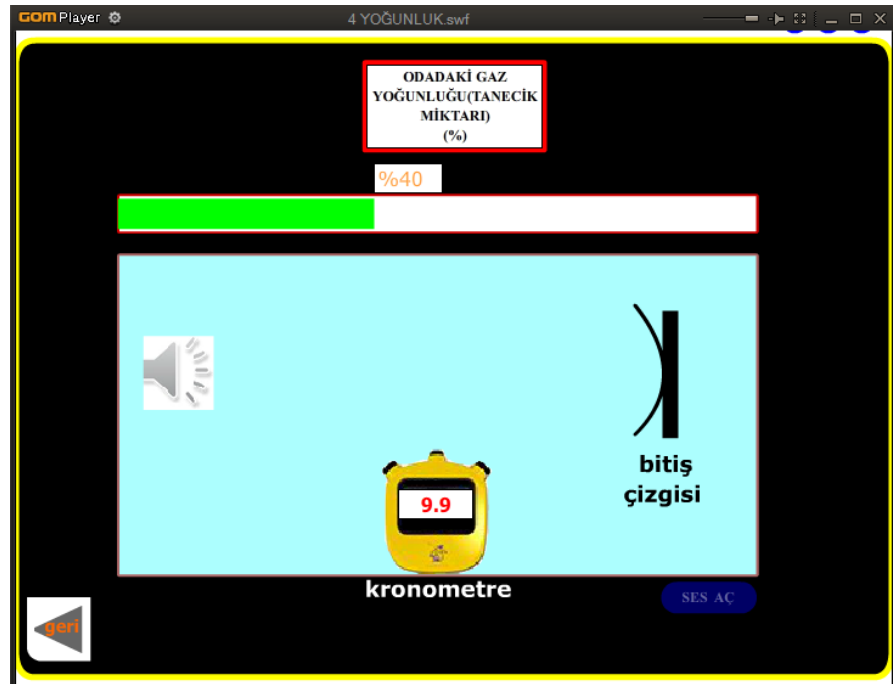 GOM Player
4 YOĞUNLUK.swf
ODADAKİ GAZ
YOĞUNLUĞU(TANECİK
MİKTARI)
(%)
%40
9.9
bitiş
çizgisi
kronometre
SES AÇ
geri